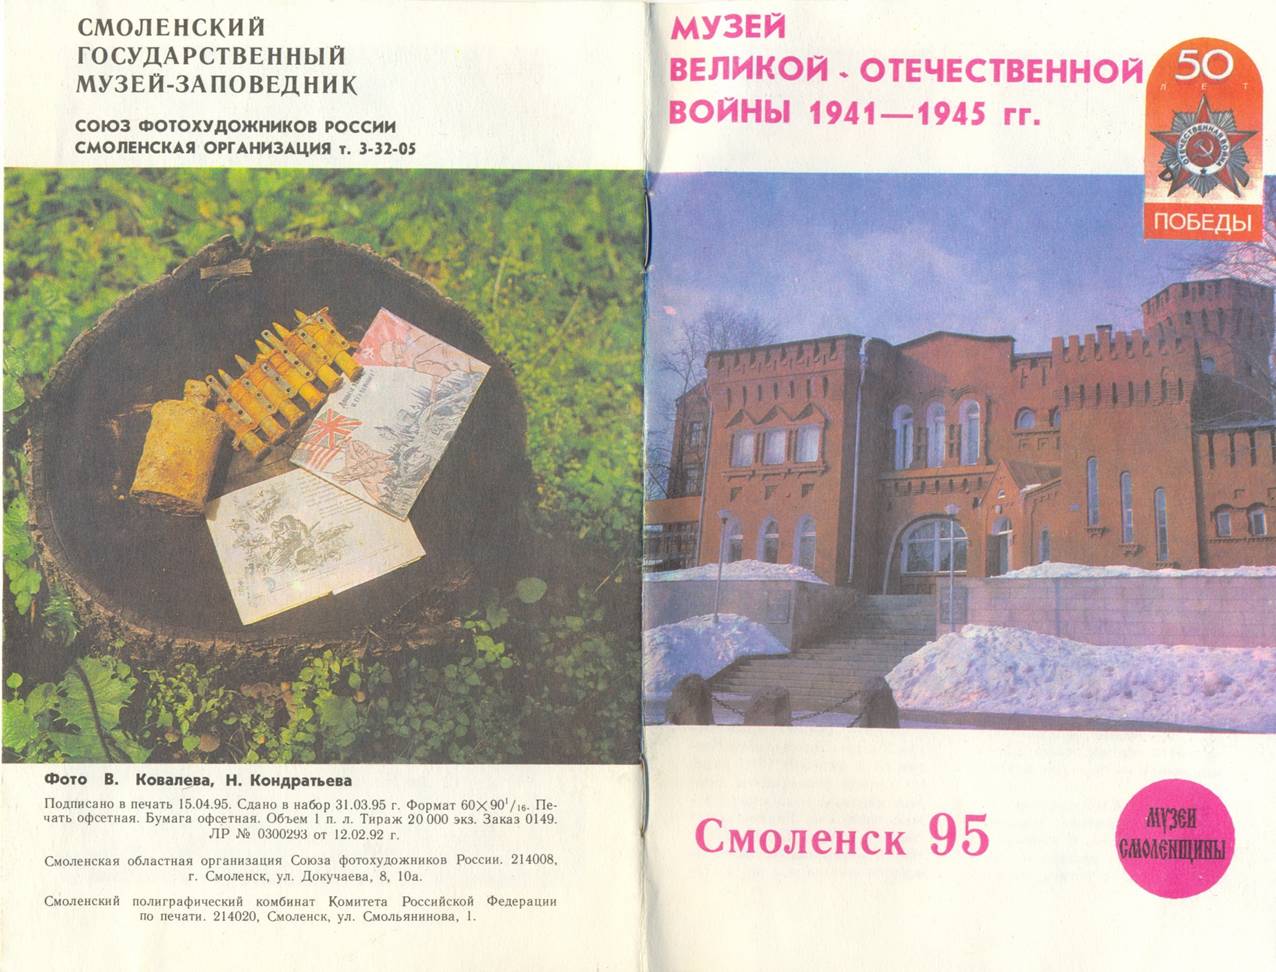 СМОЛЕНСКИЙ
ГОСУДАРСТВЕННЫЙ
МУЗЕЙ-ЗАПОВЕДНИК
СОЮЗ ФОТОХУДОЖНИКОВ РОССИИ
СМОЛЕНСКАЯ ОРГАНИЗАЦИЯ т. 3-32-05
Фото В. Ковалева, Н. Кондратьева
Подписано в печать 15.04.95. Сдано в набор 31.03.95 г. Формат 60×90¹/₁₆. Пе-
чать офсетная. Бумага офсетная. Объем 1 п. л. Тираж 20 000 экз. Заказ 0149.
ЛР № 0300293 от 12.02.92 г.
Смоленская областная организация Союза фотохудожников России. 214008,
г. Смоленск, ул. Докучаева, 8, 10а.
Смоленский полиграфический комбинат Комитета Российской Федерации
по печати. 214020, Смоленск, ул. Смольянинова, 1.
МУЗЕЙ
ВЕЛИКОЙ - ОТЕЧЕСТВЕННОЙ
ВОЙНЫ 1941—1945 гг.
50
ЛЕТ
ОТЕЧЕСТВЕННАЯ ВОЙНА
ПОБЕДЫ
Смоленск 95
МУЗЕИ
СМОЛЕНЩИНЫ